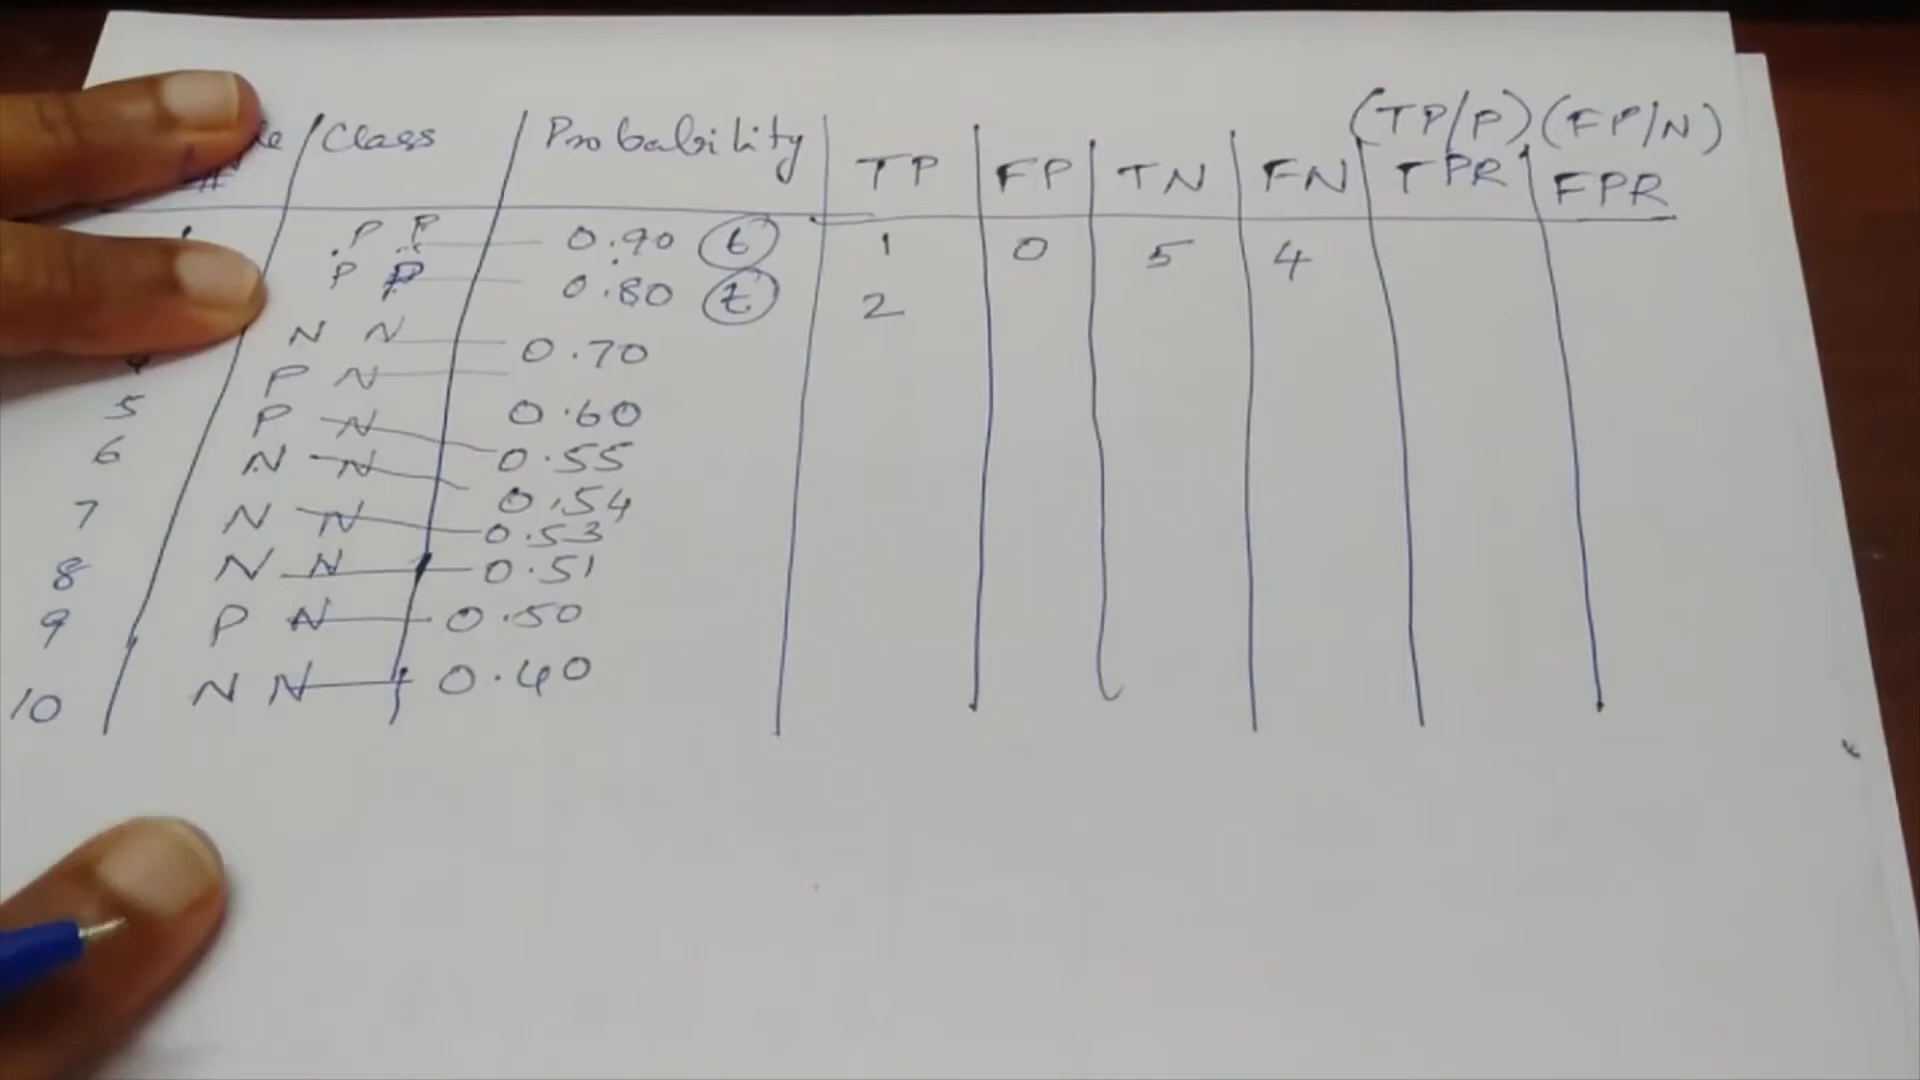 (TP/P) (FP/N)
Class Probability TP FP TN FN TPR FPR
#
P P 0.90 t 1 0 5 4
P P 0.80 t 2
N N 0.70
P N 0.60
5 P N 0.55
6 N N 0.54
7 N N 0.53
8 N N 0.51
9 P N 0.50
10 N N 0.40